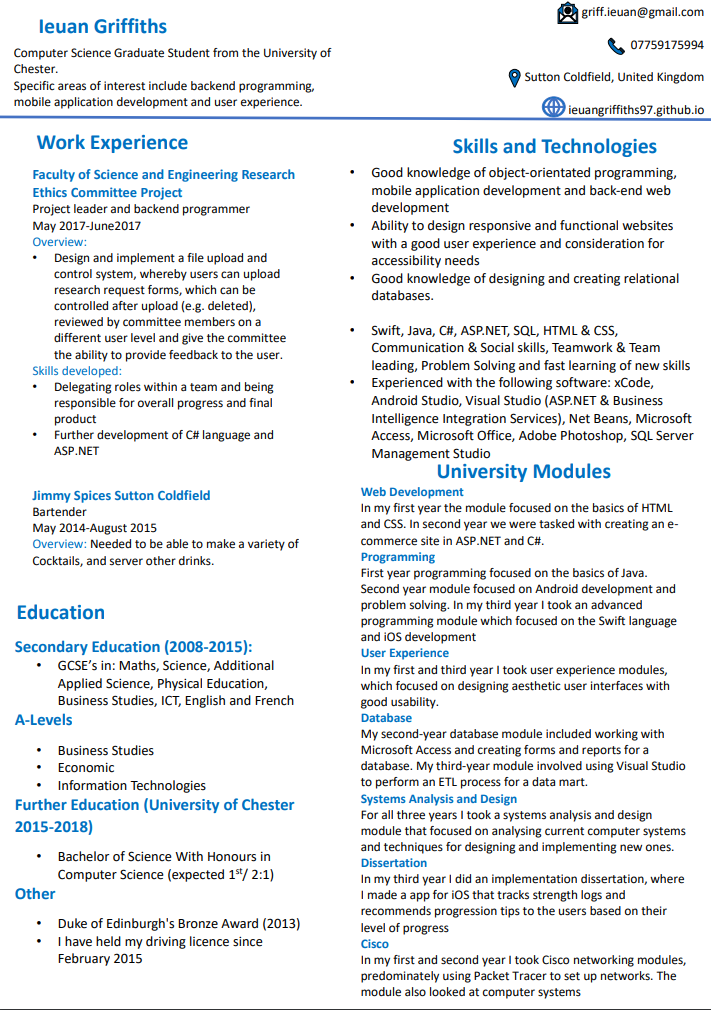 Ieuan Griffiths
Computer Science Graduate Student from the University of
Chester.
Specific areas of interest include backend programming,
mobile application development and user experience.
griff.ieuan@gmail.com
07759175994
Sutton Coldfield, United Kingdom
ieuangriffiths97.github.io
Work Experience
Faculty of Science and Engineering Research
Ethics Committee Project
Project leader and backend programmer
May 2017-June2017
Overview:
• Design and implement a file upload and
control system, whereby users can upload
research request forms, which can be
controlled after upload (e.g. deleted),
reviewed by committee members on a
different user level and give the committee
the ability to provide feedback to the user.
Skills developed:
• Delegating roles within a team and being
responsible for overall progress and final
product
• Further development of C# language and
ASP.NET
Jimmy Spices Sutton Coldfield
Bartender
May 2014-August 2015
Overview: Needed to be able to make a variety of
Cocktails, and server other drinks.
Education
Secondary Education (2008-2015):
• GCSE's in: Maths, Science, Additional
Applied Science, Physical Education,
Business Studies, ICT, English and French
A-Levels
• Business Studies
• Economic
• Information Technologies
Further Education (University of Chester
2015-2018)
• Bachelor of Science With Honours in
Computer Science (expected 1st/ 2:1)
Other
• Duke of Edinburgh's Bronze Award (2013)
• I have held my driving licence since
February 2015
Skills and Technologies
• Good knowledge of object-orientated programming,
mobile application development and back-end web
development
• Ability to design responsive and functional websites
with a good user experience and consideration for
accessibility needs
• Good knowledge of designing and creating relational
databases.
• Swift, Java, C#, ASP.NET, SQL, HTML & CSS,
Communication & Social skills, Teamwork & Team
leading, Problem Solving and fast learning of new skills
• Experienced with the following software: xCode,
Android Studio, Visual Studio (ASP.NET & Business
Intelligence Integration Services), Net Beans, Microsoft
Access, Microsoft Office, Adobe Photoshop, SQL Server
Management Studio
University Modules
Web Development
In my first year the module focused on the basics of HTML
and CSS. In second year we were tasked with creating an e-
commerce site in ASP.NET and C#.
Programming
First year programming focused on the basics of Java.
Second year module focused on Android development and
problem solving. In my third year I took an advanced
programming module which focused on the Swift language
and iOS development
User Experience
In my first and third year I took user experience modules,
which focused on designing aesthetic user interfaces with
good usability.
Database
My second-year database module included working with
Microsoft Access and creating forms and reports for a
database. My third-year module involved using Visual Studio
to perform an ETL process for a data mart.
Systems Analysis and Design
For all three years I took a systems analysis and design
module that focused on analysing current computer systems
and techniques for designing and implementing new ones.
Dissertation
In my third year I did an implementation dissertation, where
I made a app for iOS that tracks strength logs and
recommends progression tips to the users based on their
level of progress
Cisco
In my first and second year I took Cisco networking modules,
predominately using Packet Tracer to set up networks. The
module also looked at computer systems